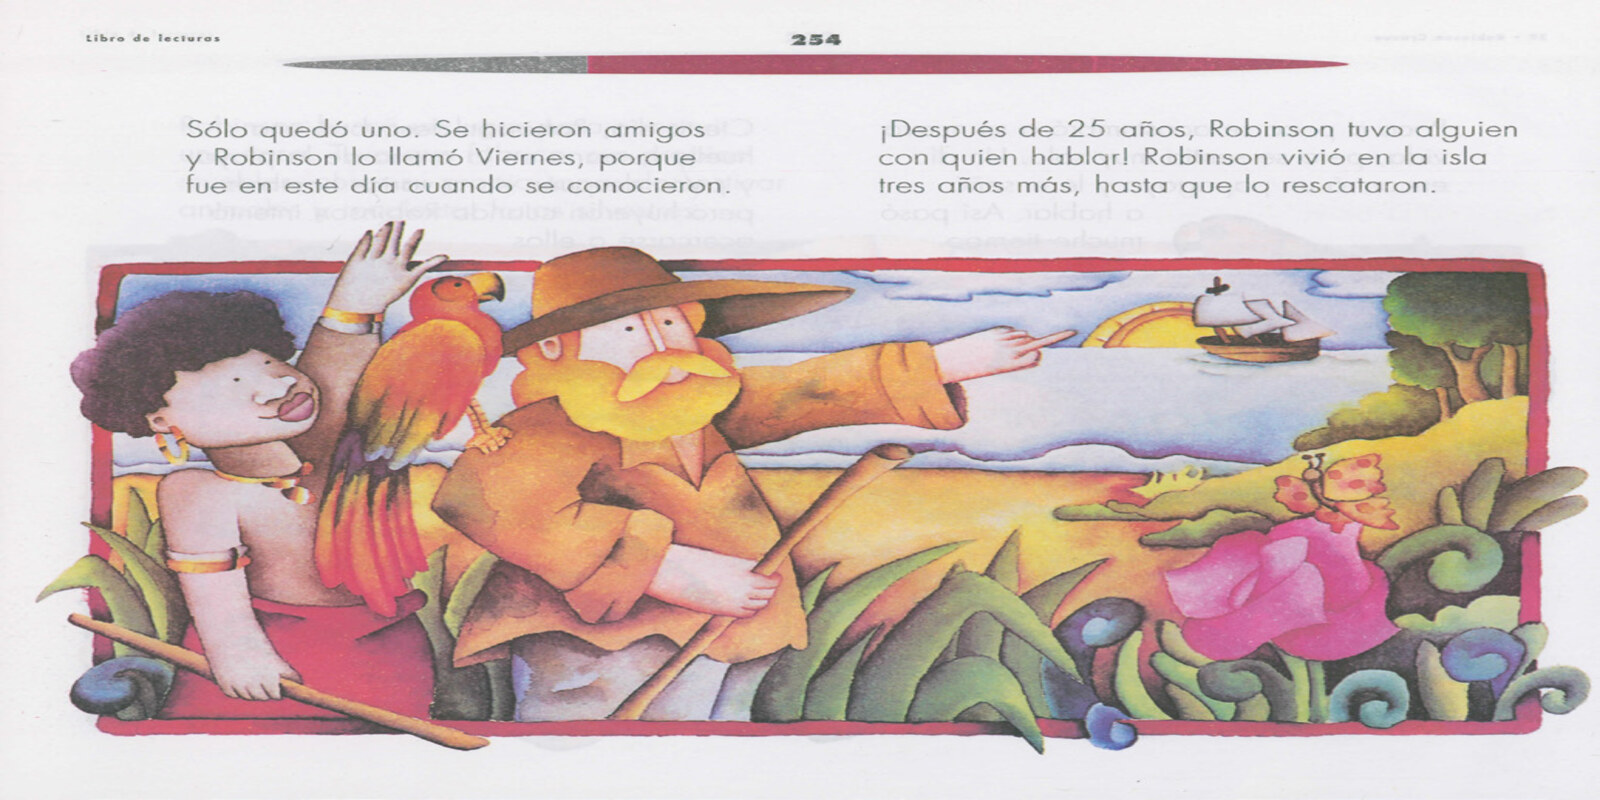 Libro de lecturas
254
Sólo quedó uno. Se hicieron amigos
y Robinson lo llamó Viernes, porque
fue en este día cuando se conocieron.
¡Después de 25 años, Robinson tuvo alguien
con quien hablar! Robinson vivió en la isla
tres años más, hasta que lo rescataron.